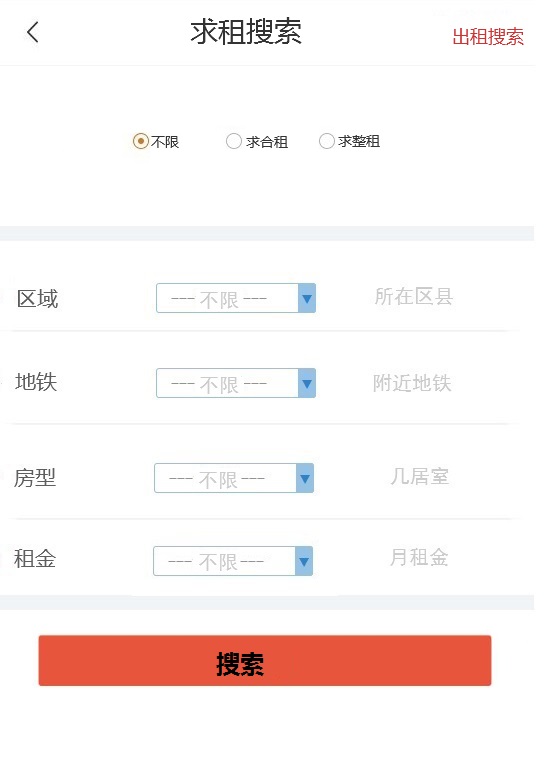 求租搜索
出租搜索
不限 求合租 求整租
区域 --- 不限 --- 所在区县
地铁 --- 不限 --- 附近地铁
房型 --- 不限 --- 几居室
租金 --- 不限 --- 月租金
搜索